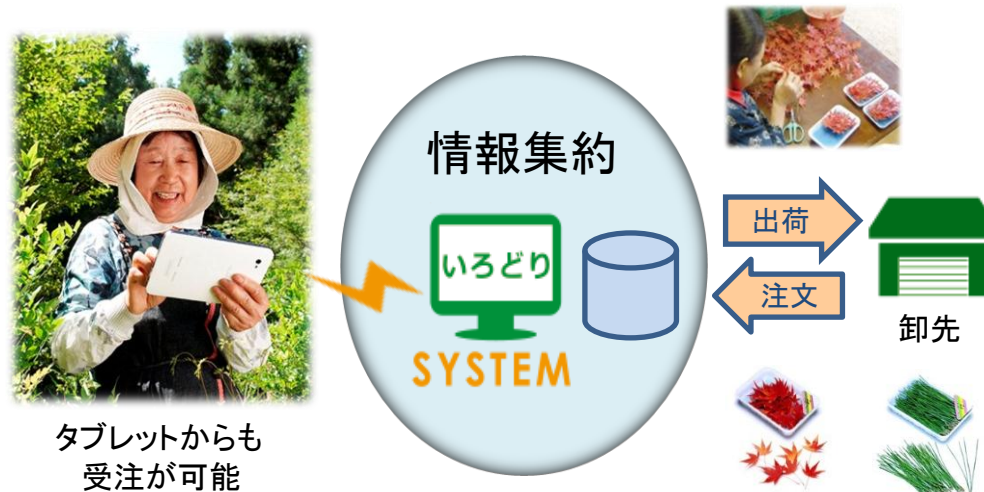 情報集約
いろどり
SYSTEM
タブレットからも
受注が可能
出荷
注文
卸先